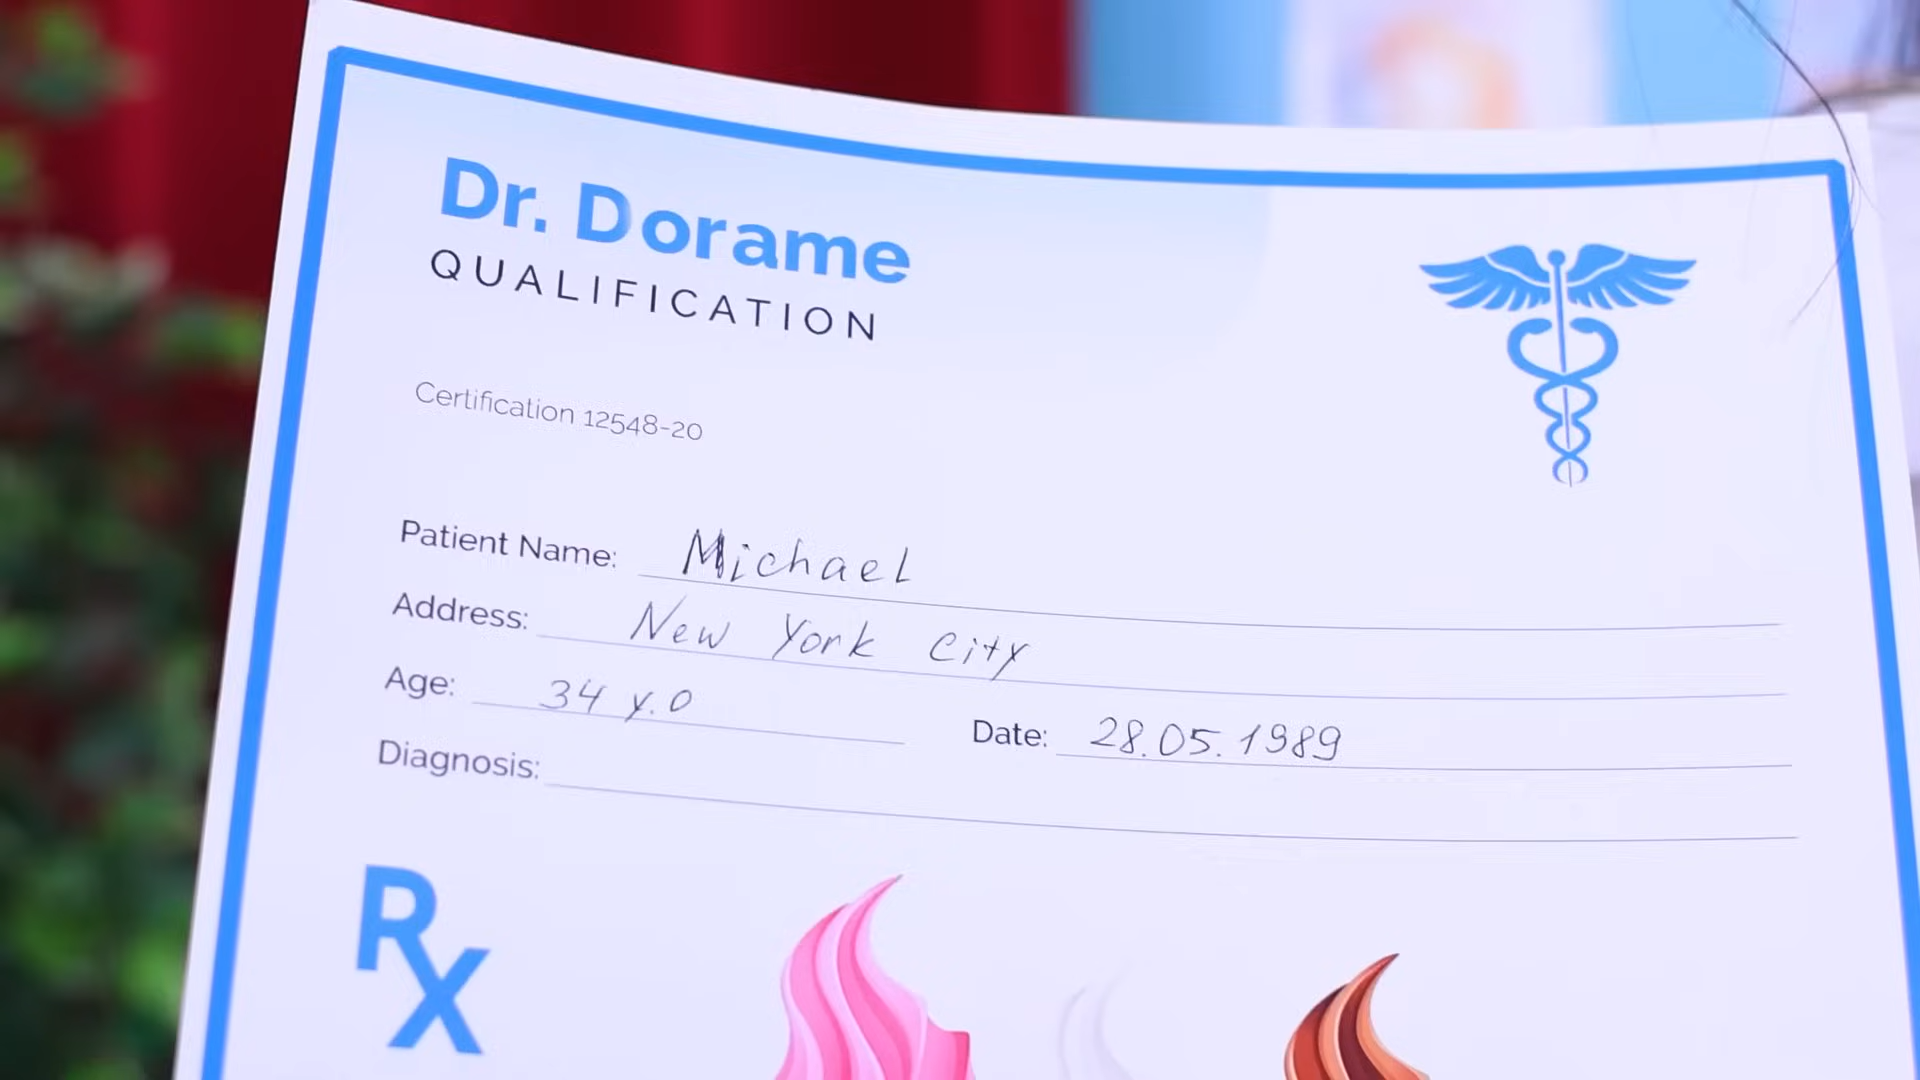 Dr. Dorame
QUALIFICATION
Certification 12548-20
Patient Name: Michael
Address: New York City
Age: 34 y.o Date: 28.05.1989
Diagnosis:
Rx